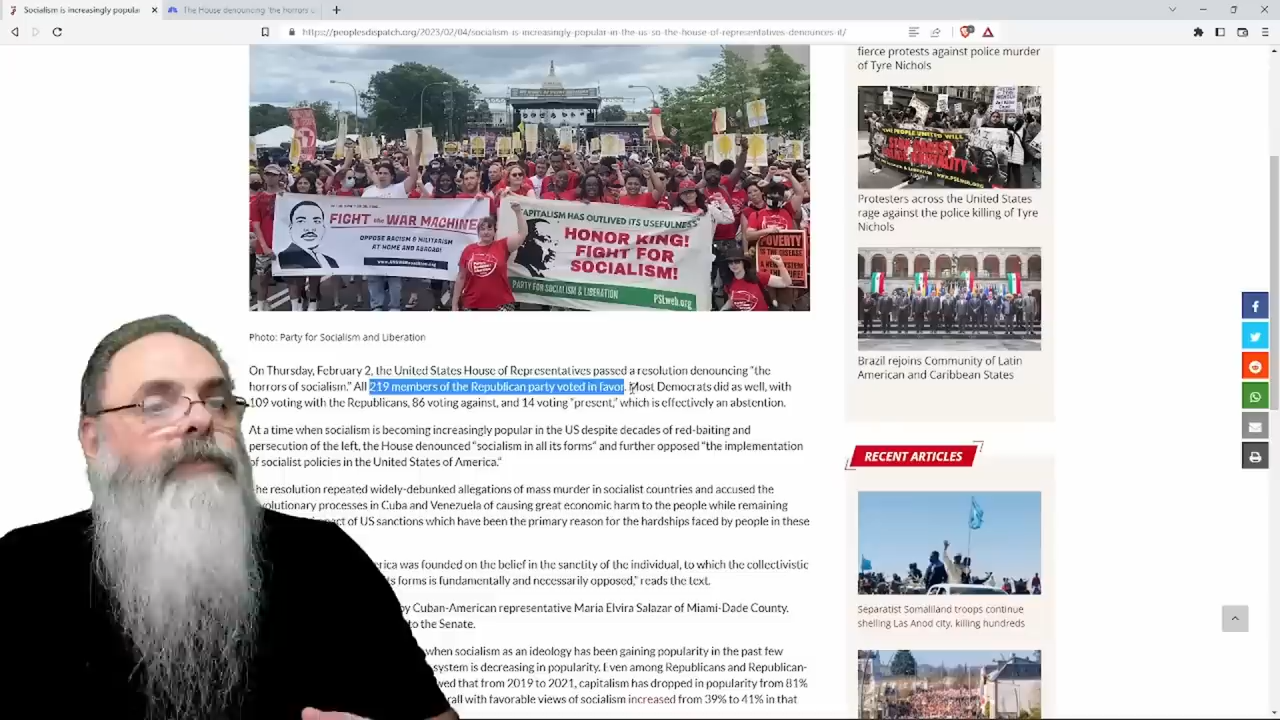 Socialism is increasingly popular
The House denouncing 'the horrors o
https://peoplesdispatch.org/2023/02/04/socialism-is-increasingly-popular-in-the-us-so-the-house-of-representatives-denounces-it/
FIGHT the WAR MACHINE
OPPOSE RACISM & MILITARISM
AT HOME AND ABROAD!
CAPITALISM HAS OUTLIVED ITS USEFULNESS"
HONOR KING!
FIGHT FOR
SOCIALISM!
PARTY FOR SOCIALISM & LIBERATION
PSLweb.org
POVERTY
Photo: Party for Socialism and Liberation
On Thursday, February 2, the United States House of Representatives passed a resolution denouncing "the
horrors of socialism." All 219 members of the Republican party voted in favor. Most Democrats did as well, with
109 voting with the Republicans, 86 voting against, and 14 voting "present," which is effectively an abstention.
At a time when socialism is becoming increasingly popular in the US despite decades of red-baiting and
persecution of the left, the House denounced "socialism in all its forms" and further opposed "the implementation
of socialist policies in the United States of America."
he resolution repeated widely-debunked allegations of mass murder in socialist countries and accused the
volutionary processes in Cuba and Venezuela of causing great economic harm to the people while remaining
act of US sanctions which have been the primary reason for the hardships faced by people in these
erica was founded on the belief in the sanctity of the individual, to which the collectivistic
ts forms is fundamentally and necessarily opposed," reads the text.
by Cuban-American representative Maria Elvira Salazar of Miami-Dade County.
to the Senate.
when socialism as an ideology has been gaining popularity in the past few
system is decreasing in popularity. Even among Republicans and Republican-
wed that from 2019 to 2021, capitalism has dropped in popularity from 81%
rall with favorable views of socialism increased from 39% to 41% in that
fierce protests against police murder
of Tyre Nichols
THE PEOPLE UNITED WILL
Protesters across the United States
rage against the police killing of Tyre
Nichols
Brazil rejoins Community of Latin
American and Caribbean States
RECENT ARTICLES
Separatist Somaliland troops continue
shelling Las Anod city, killing hundreds